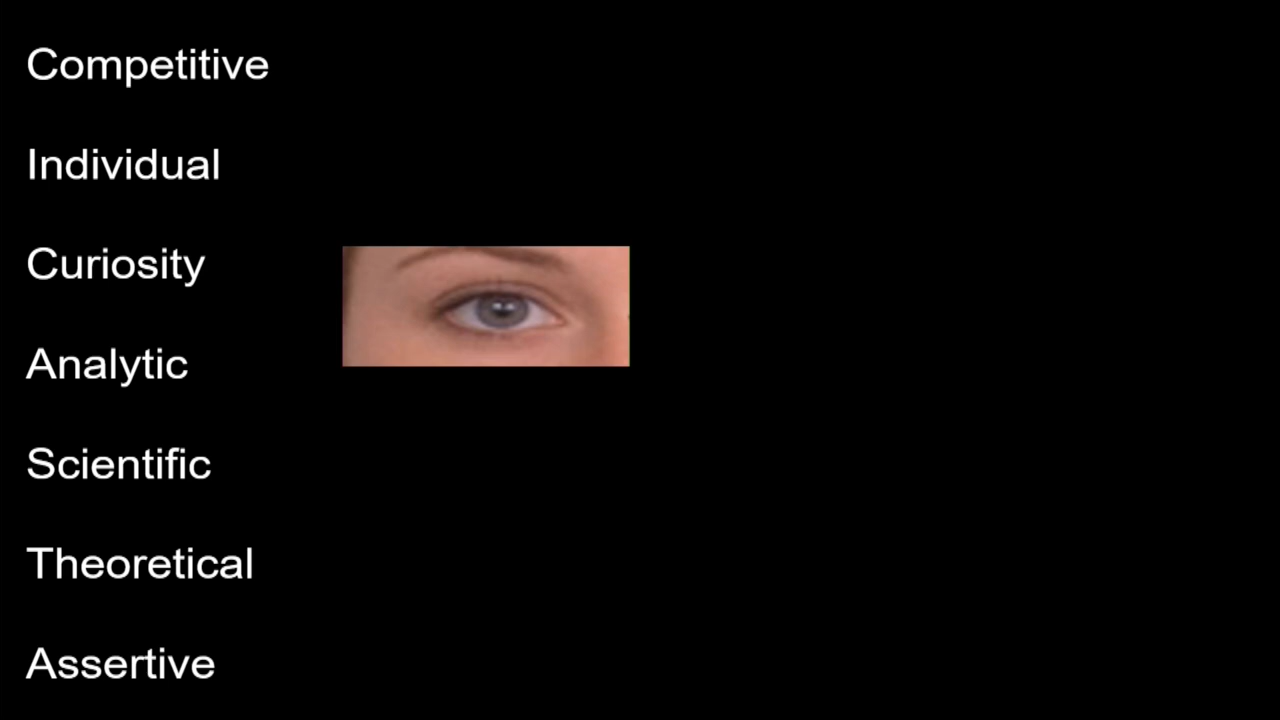 Competitive
Individual
Curiosity
Analytic
Scientific
Theoretical
Assertive